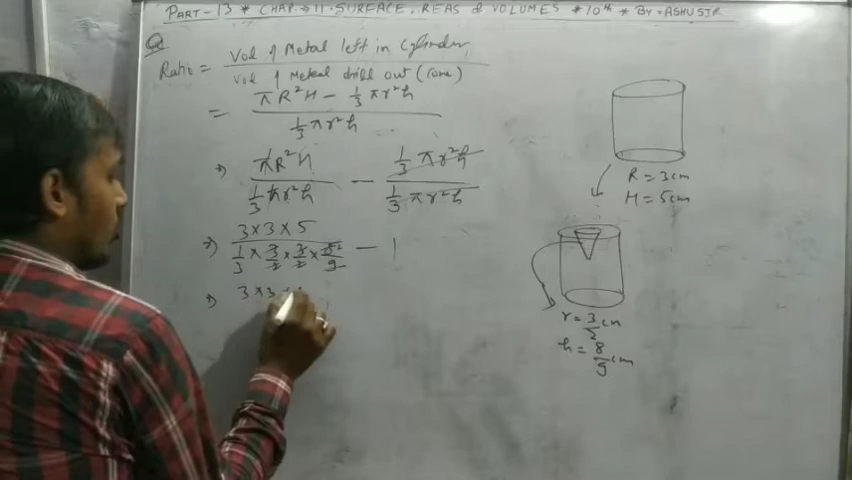 PART-13 * CHAP.→11. SURFACE. REAS & VOLUMES * 10th * BY. ASHU SIR
Q
Ratio = Vol of Metal left in Cylinder
Vol of Metal drill out (Cone)
= πR²H - 1/3 πr²h
1/3 πr²h
⇒ πR²H / 1/3 πr²h - 1/3 πr²h / 1/3 πr²h
⇒ 3×3×5
1/3 × 3/2 × 3/2 × 8/9 - 1
⇒ 3×3×
R = 3cm
H = 5cm
r = 3/2 cm
h = 8/9 cm